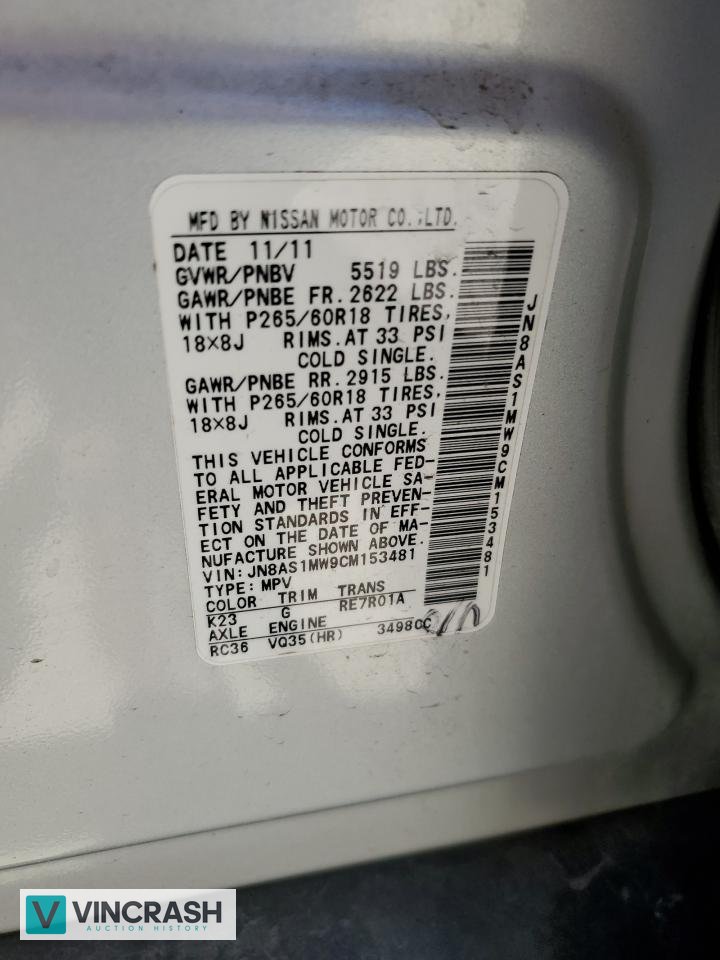 MFD BY NISSAN MOTOR CO.,LTD.
DATE 11/11
GVWR/PNBV 5519 LBS.
GAWR/PNBE FR. 2622 LBS.
WITH P265/60R18 TIRES,
18×8J RIMS. AT 33 PSI
COLD SINGLE.
GAWR/PNBE RR. 2915 LBS.
WITH P265/60R18 TIRES,
18×8J RIMS. AT 33 PSI
COLD SINGLE.
THIS VEHICLE CONFORMS
TO ALL APPLICABLE FED-
ERAL MOTOR VEHICLE SA-
FETY AND THEFT PREVEN-
TION STANDARDS IN EFF-
ECT ON THE DATE OF MA-
NUFACTURE SHOWN ABOVE.
VIN: JN8AS1MW9CM153481
TYPE: MPV
COLOR TRIM TRANS
K23 G RE7R01A
AXLE ENGINE
RC36 VQ35(HR) 3498CC
JN8AS1MW9CM153481
V VINCRASH
AUCTION HISTORY